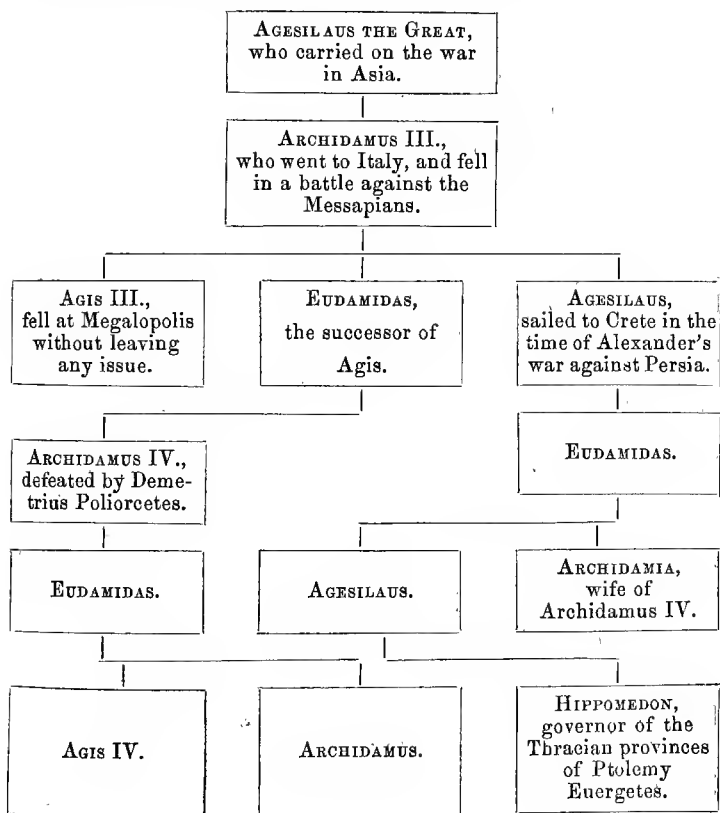 AGESILAUS THE GREAT,
who carried on the war
in Asia.
ARCHIDAMUS III.,
who went to Italy, and fell
in a battle against the
Messapians.
AGIS III.,
fell at Megalopolis
without leaving
any issue.
EUDAMIDAS,
the successor of
Agis.
AGESILAUS,
sailed to Crete in the
time of Alexander's
war against Persia.
ARCHIDAMUS IV.,
defeated by Deme-
trius Poliorcetes.
EUDAMIDAS.
EUDAMIDAS.
AGESILAUS.
ARCHIDAMIA,
wife of
Archidamus IV.
AGIS IV.
ARCHIDAMUS.
HIPPOMEDON,
governor of the
Thracian provinces
of Ptolemy
Euergetes.